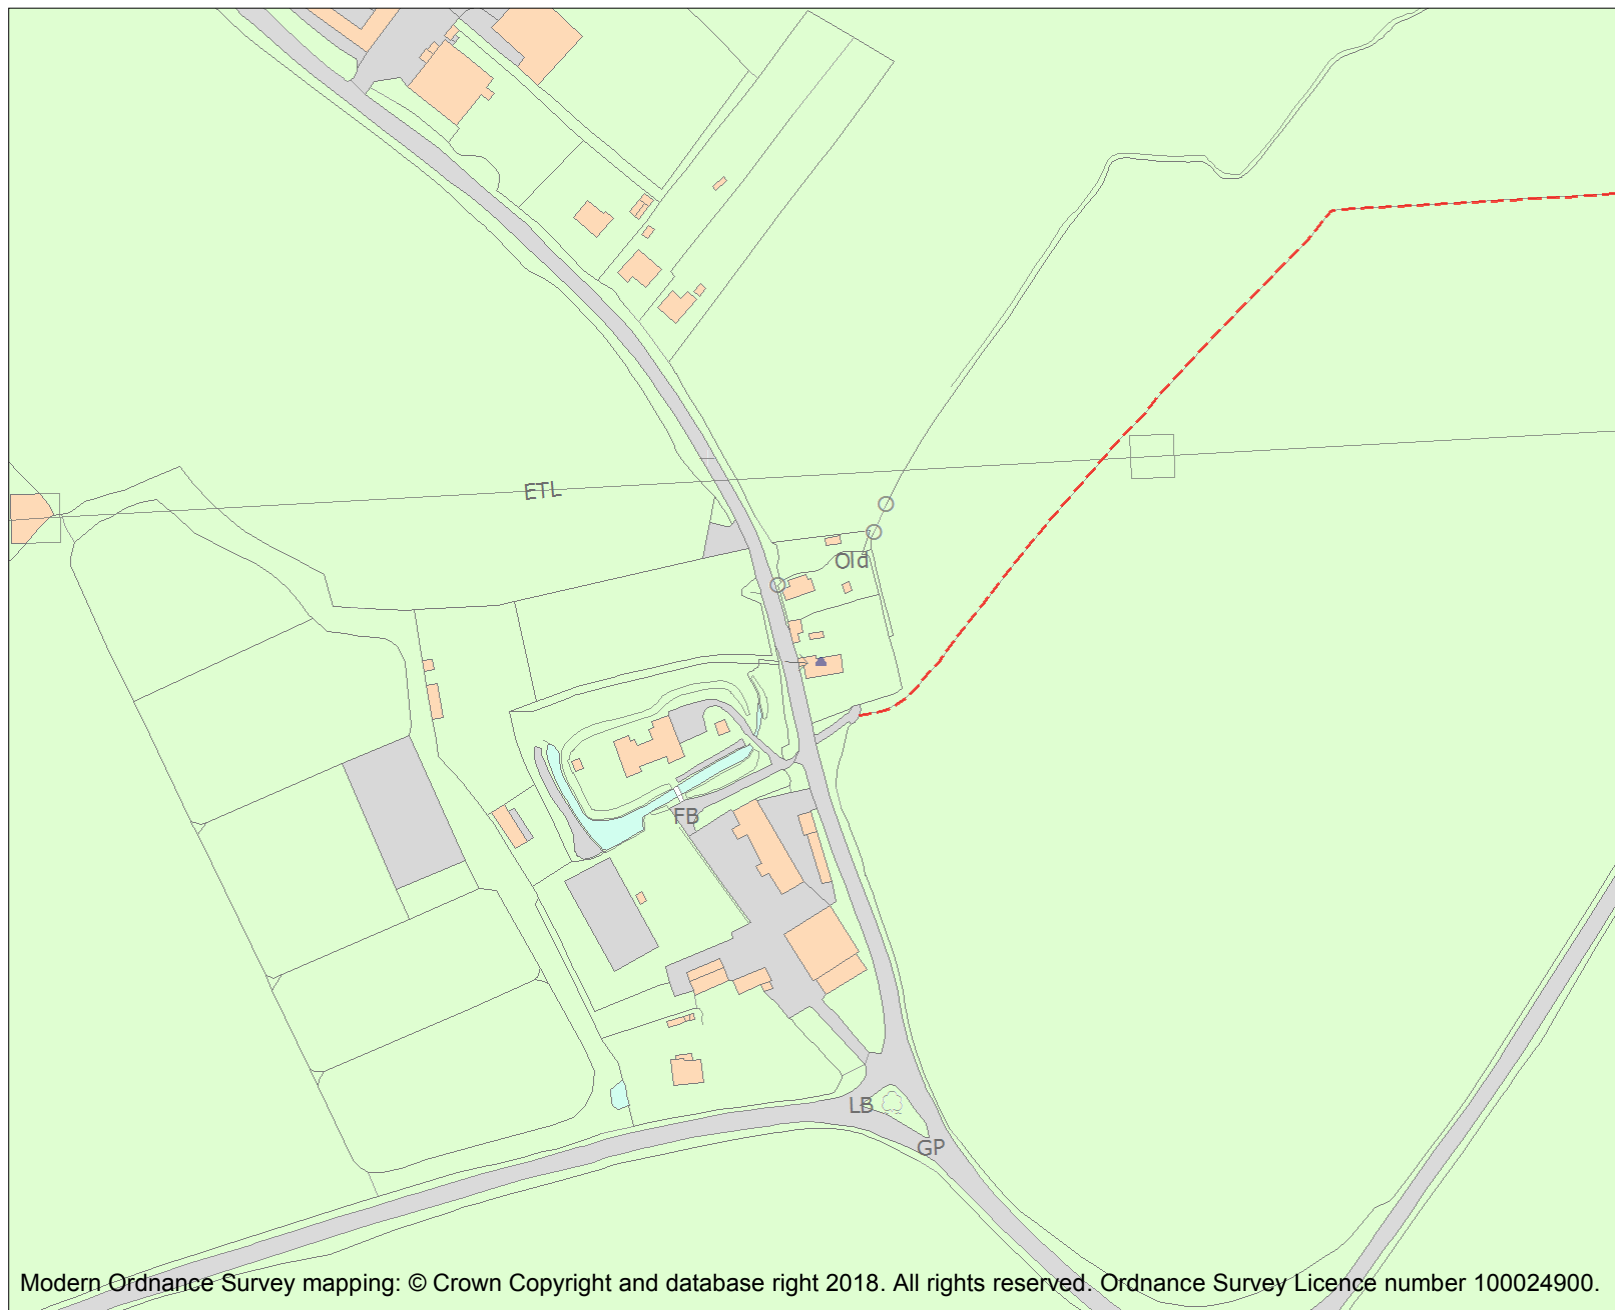 ETL
Old
FB
LB
GP
Modern Ordnance Survey mapping: © Crown Copyright and database right 2018. All rights reserved. Ordnance Survey Licence number 100024900.